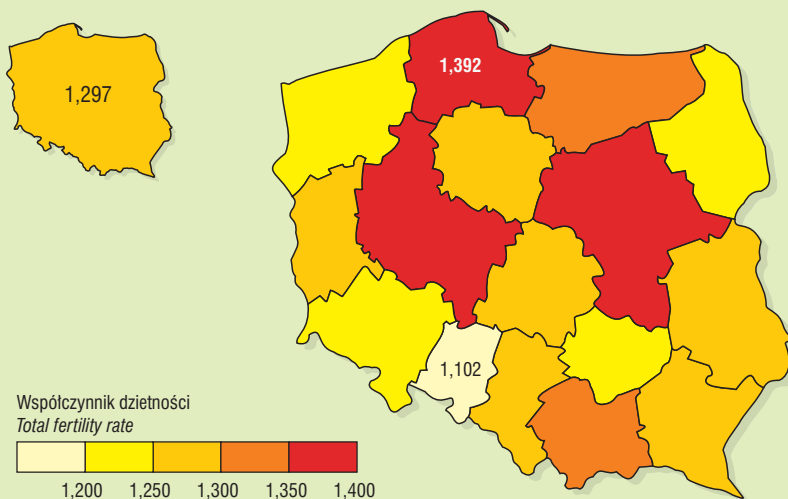 1,297
1,392
1,102
Współczynnik dzietności
Total fertility rate
1,200 1,250 1,300 1,350 1,400